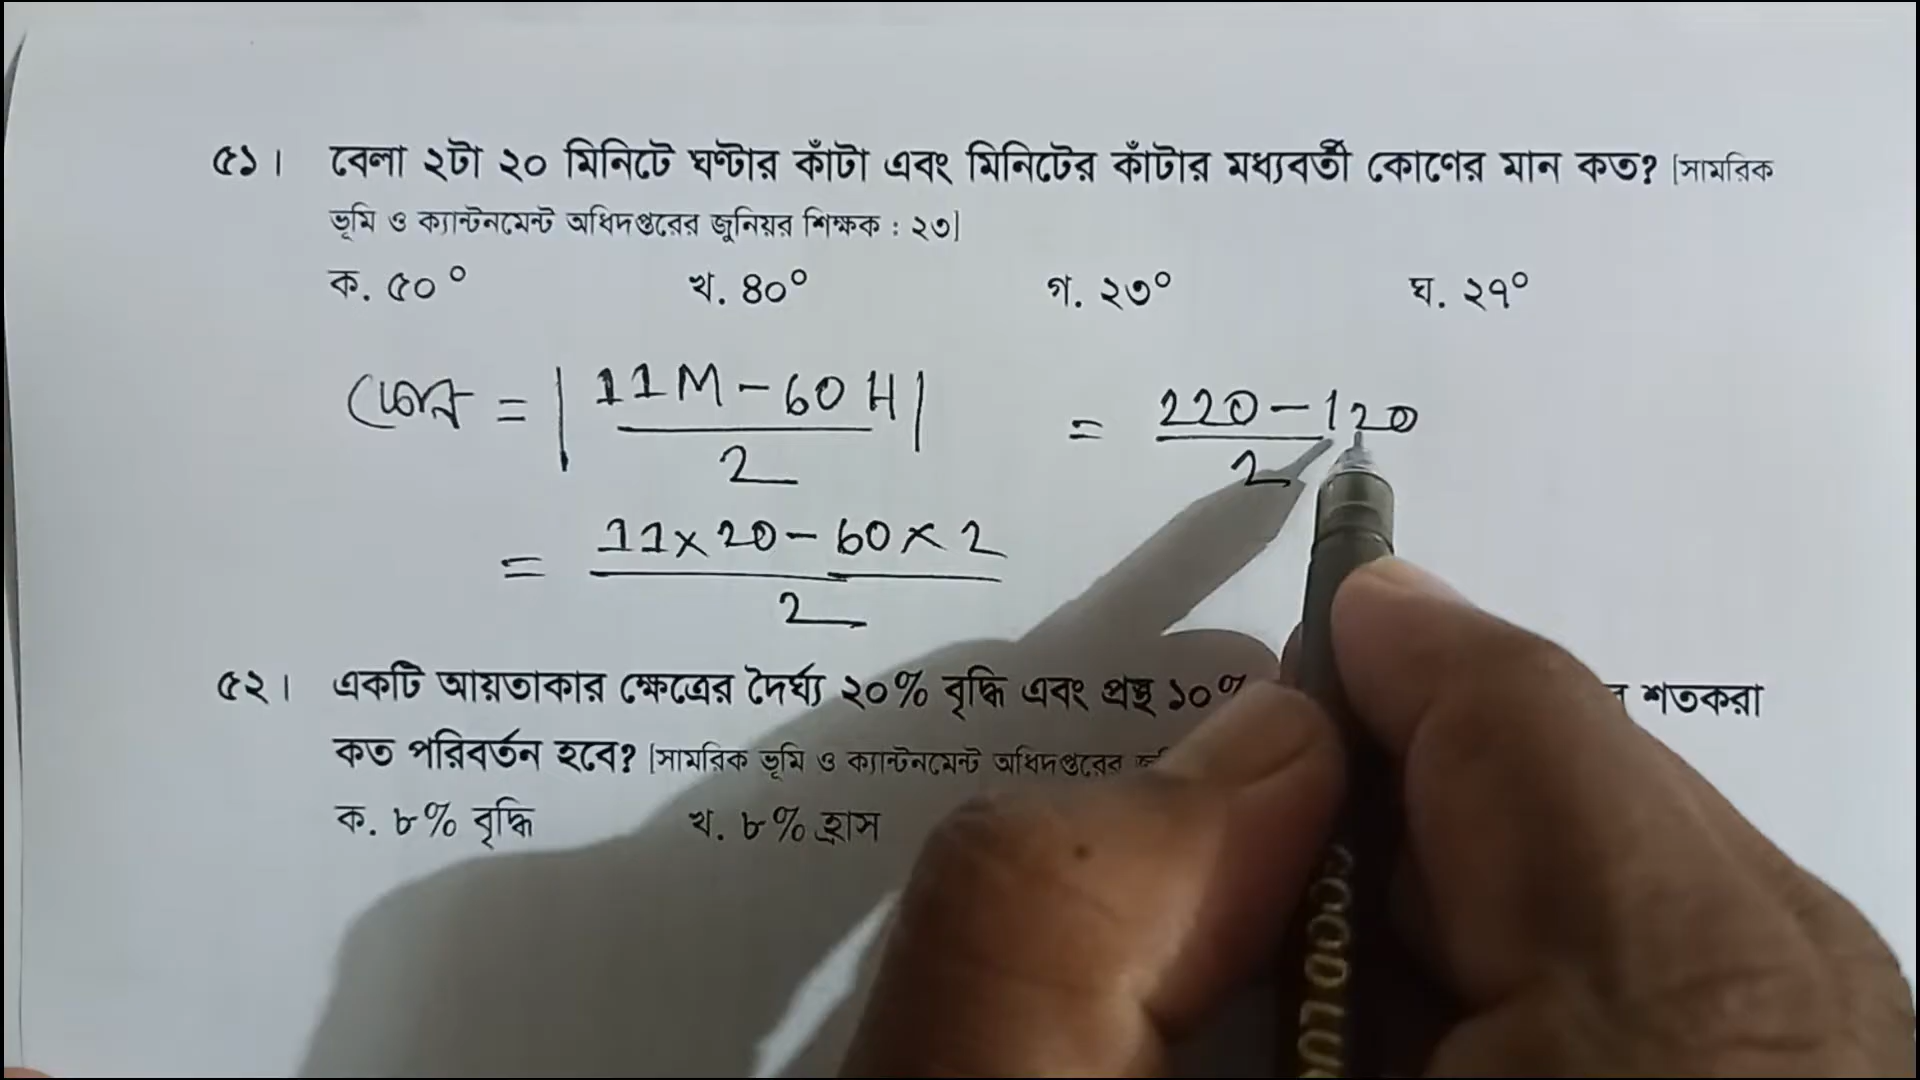 ৫১। বেলা ২টা ২০ মিনিটে ঘণ্টার কাঁটা এবং মিনিটের কাঁটার মধ্যবর্তী কোণের মান কত? [সামরিক
ভূমি ও ক্যান্টনমেন্ট অধিদপ্তরের জুনিয়র শিক্ষক : ২৩]
ক. ৫০° খ. ৪০° গ. ২৩° ঘ. ২৭°
কোন = | 11M - 60H / 2 | = 220 - 120 / 2
= 11 × 20 - 60 × 2 / 2
৫২। একটি আয়তাকার ক্ষেত্রের দৈর্ঘ্য ২০% বৃদ্ধি এবং প্রস্থ ১০% শতকরা
কত পরিবর্তন হবে? [সামরিক ভূমি ও ক্যান্টনমেন্ট অধিদপ্তরের
ক. ৮% বৃদ্ধি খ. ৮% হ্রাস